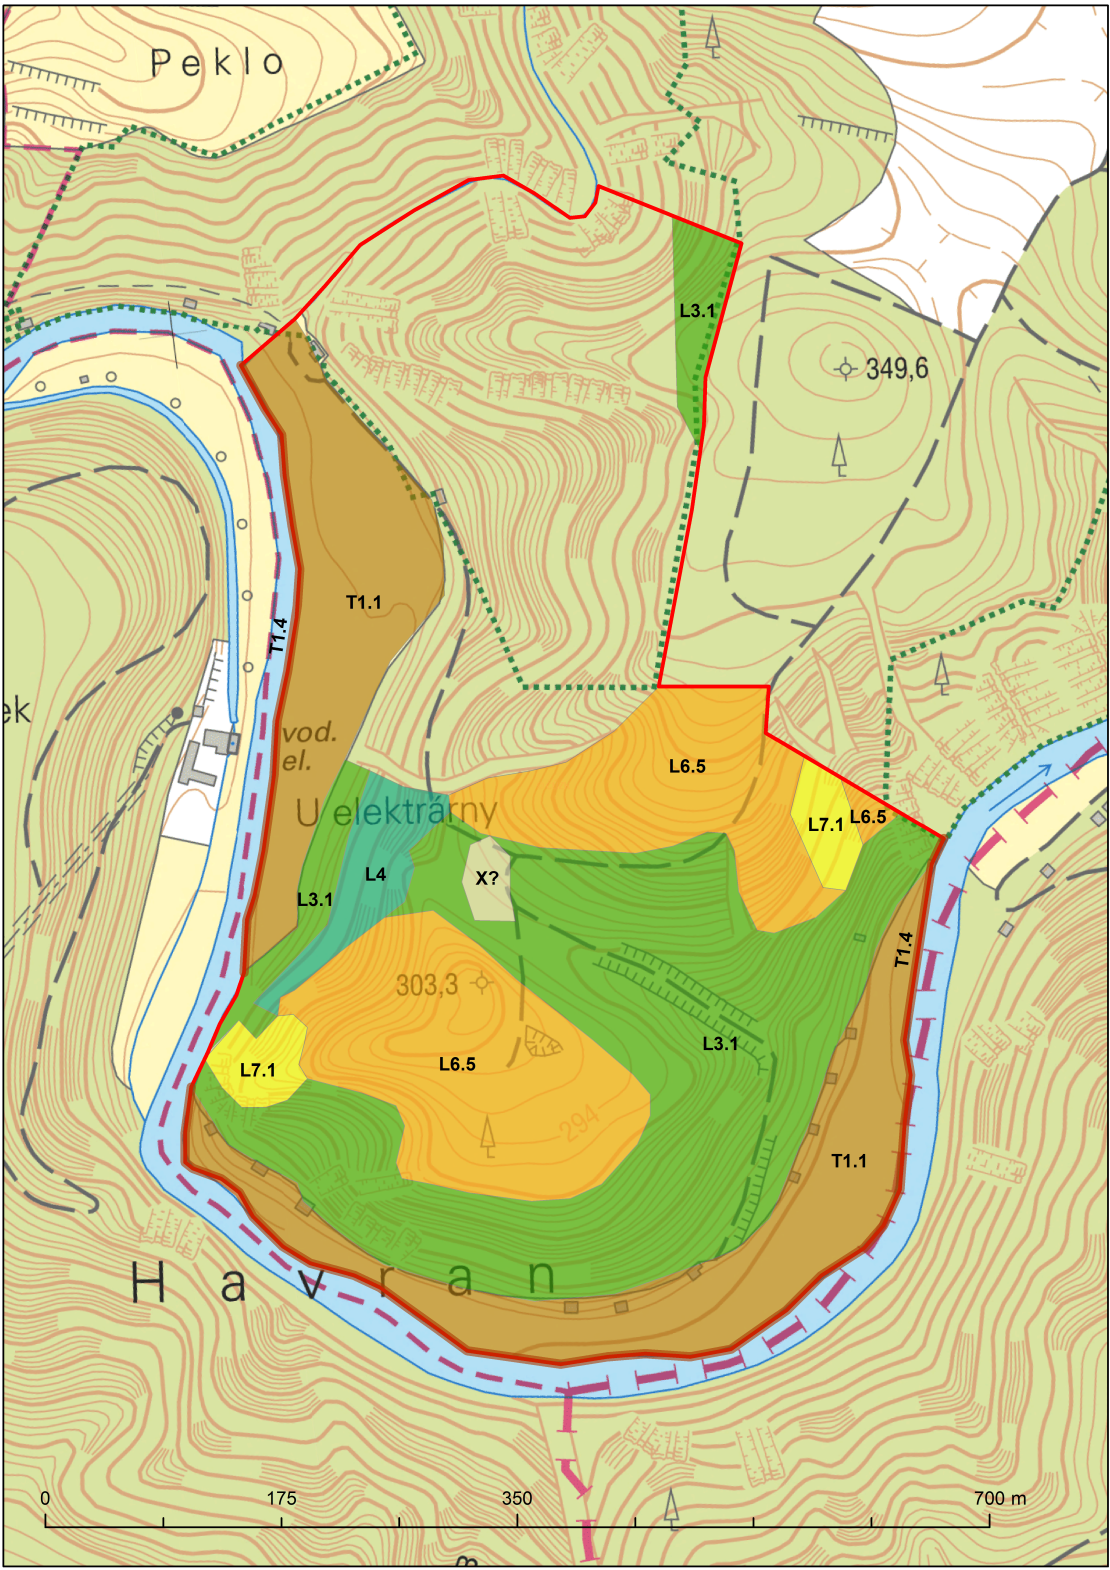 Peklo
L3.1
349,6
T1.1
T1.4
ek
vod.
el.
L6.5
U elektrárny
L7.1
L6.5
L4
X?
L3.1
T1.4
303,3
L3.1
L6.5
L7.1
294
T1.1
Havran
0 175 350 700 m